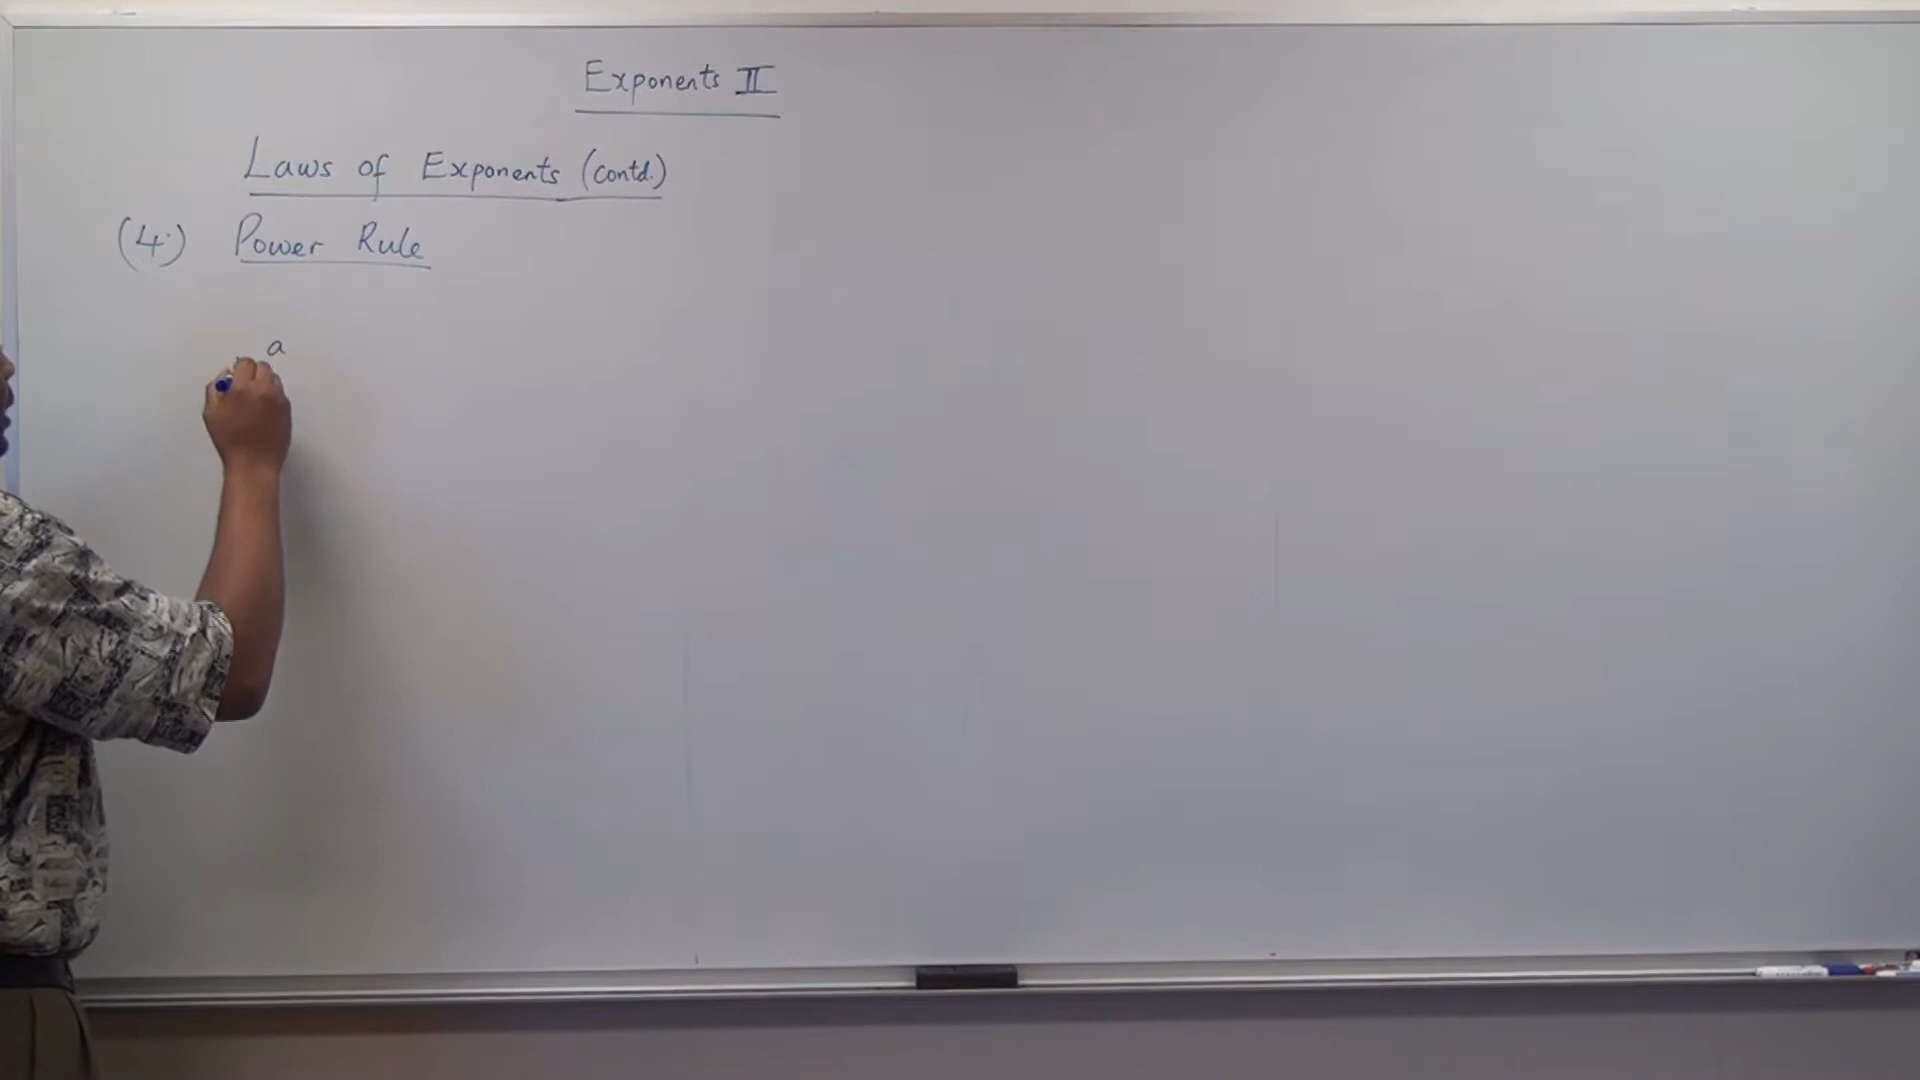 Exponents II
Laws of Exponents (contd.)
(4.) Power Rule
a